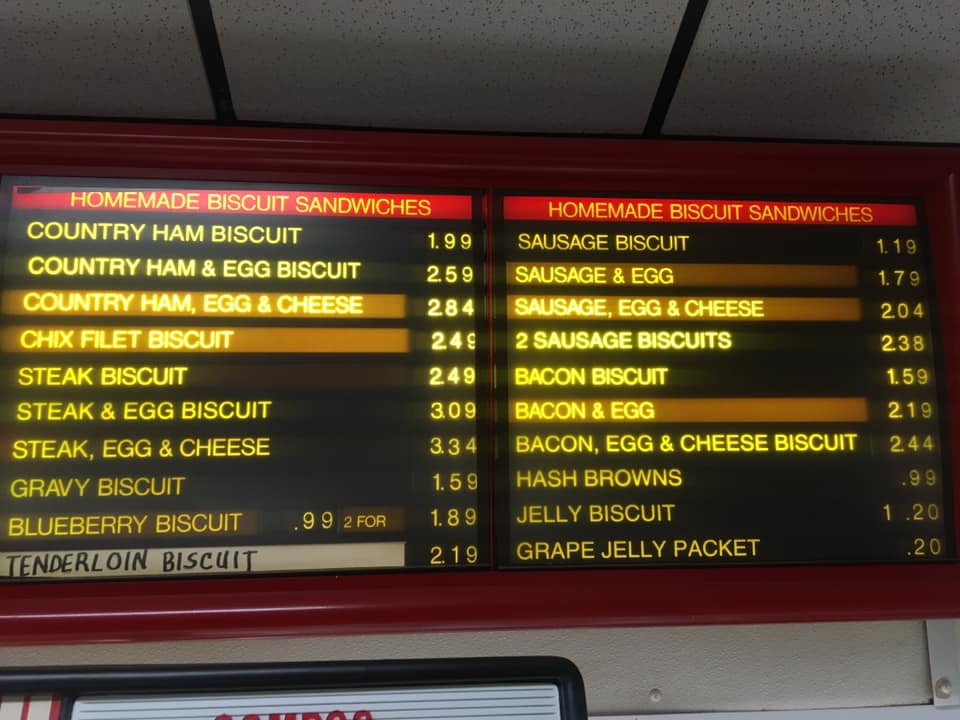 HOMEMADE BISCUIT SANDWICHES
COUNTRY HAM BISCUIT 1.99
COUNTRY HAM & EGG BISCUIT 2.59
COUNTRY HAM, EGG & CHEESE 2.84
CHIX FILET BISCUIT 2.49
STEAK BISCUIT 2.49
STEAK & EGG BISCUIT 3.09
STEAK, EGG & CHEESE 3.34
GRAVY BISCUIT 1.59
BLUEBERRY BISCUIT .99 2 FOR 1.89
TENDERLOIN BISCUIT 2.19
HOMEMADE BISCUIT SANDWICHES
SAUSAGE BISCUIT 1.19
SAUSAGE & EGG 1.79
SAUSAGE, EGG & CHEESE 2.04
2 SAUSAGE BISCUITS 2.38
BACON BISCUIT 1.59
BACON & EGG 2.19
BACON, EGG & CHEESE BISCUIT 2.44
HASH BROWNS .99
JELLY BISCUIT 1 .20
GRAPE JELLY PACKET .20